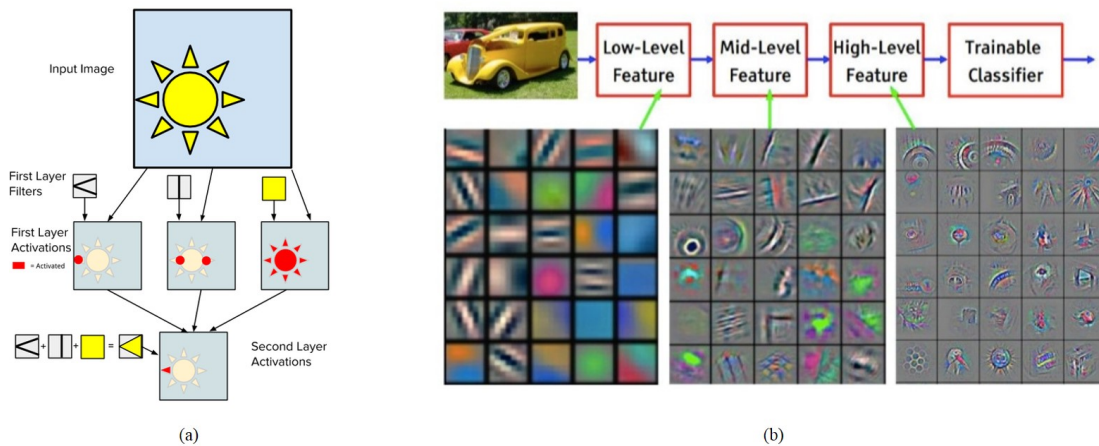 Input Image
First Layer
Filters
First Layer
Activations
= Activated
+ + =
Second Layer
Activations
(a)
Low-Level
Feature
Mid-Level
Feature
High-Level
Feature
Trainable
Classifier
(b)